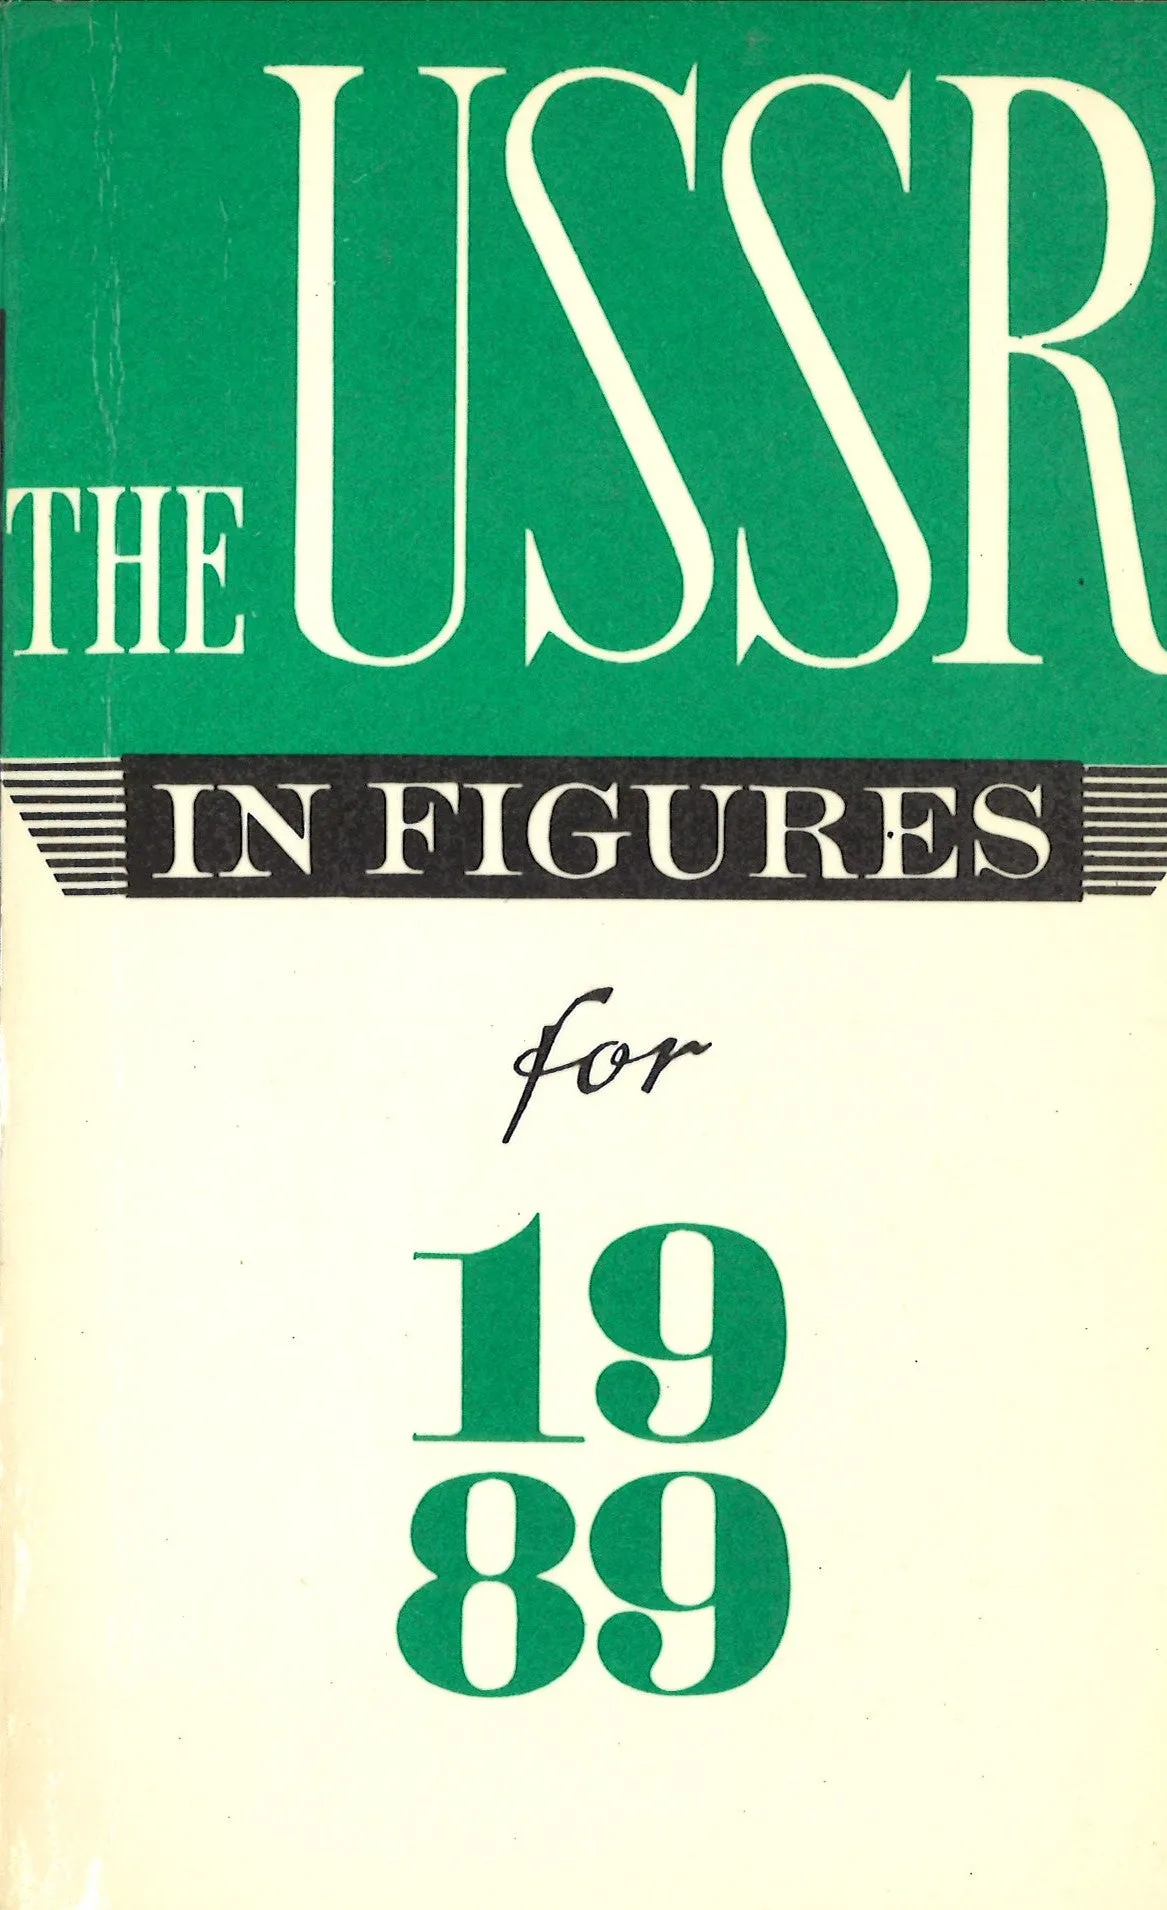 THE USSR
IN FIGURES
for
19
89